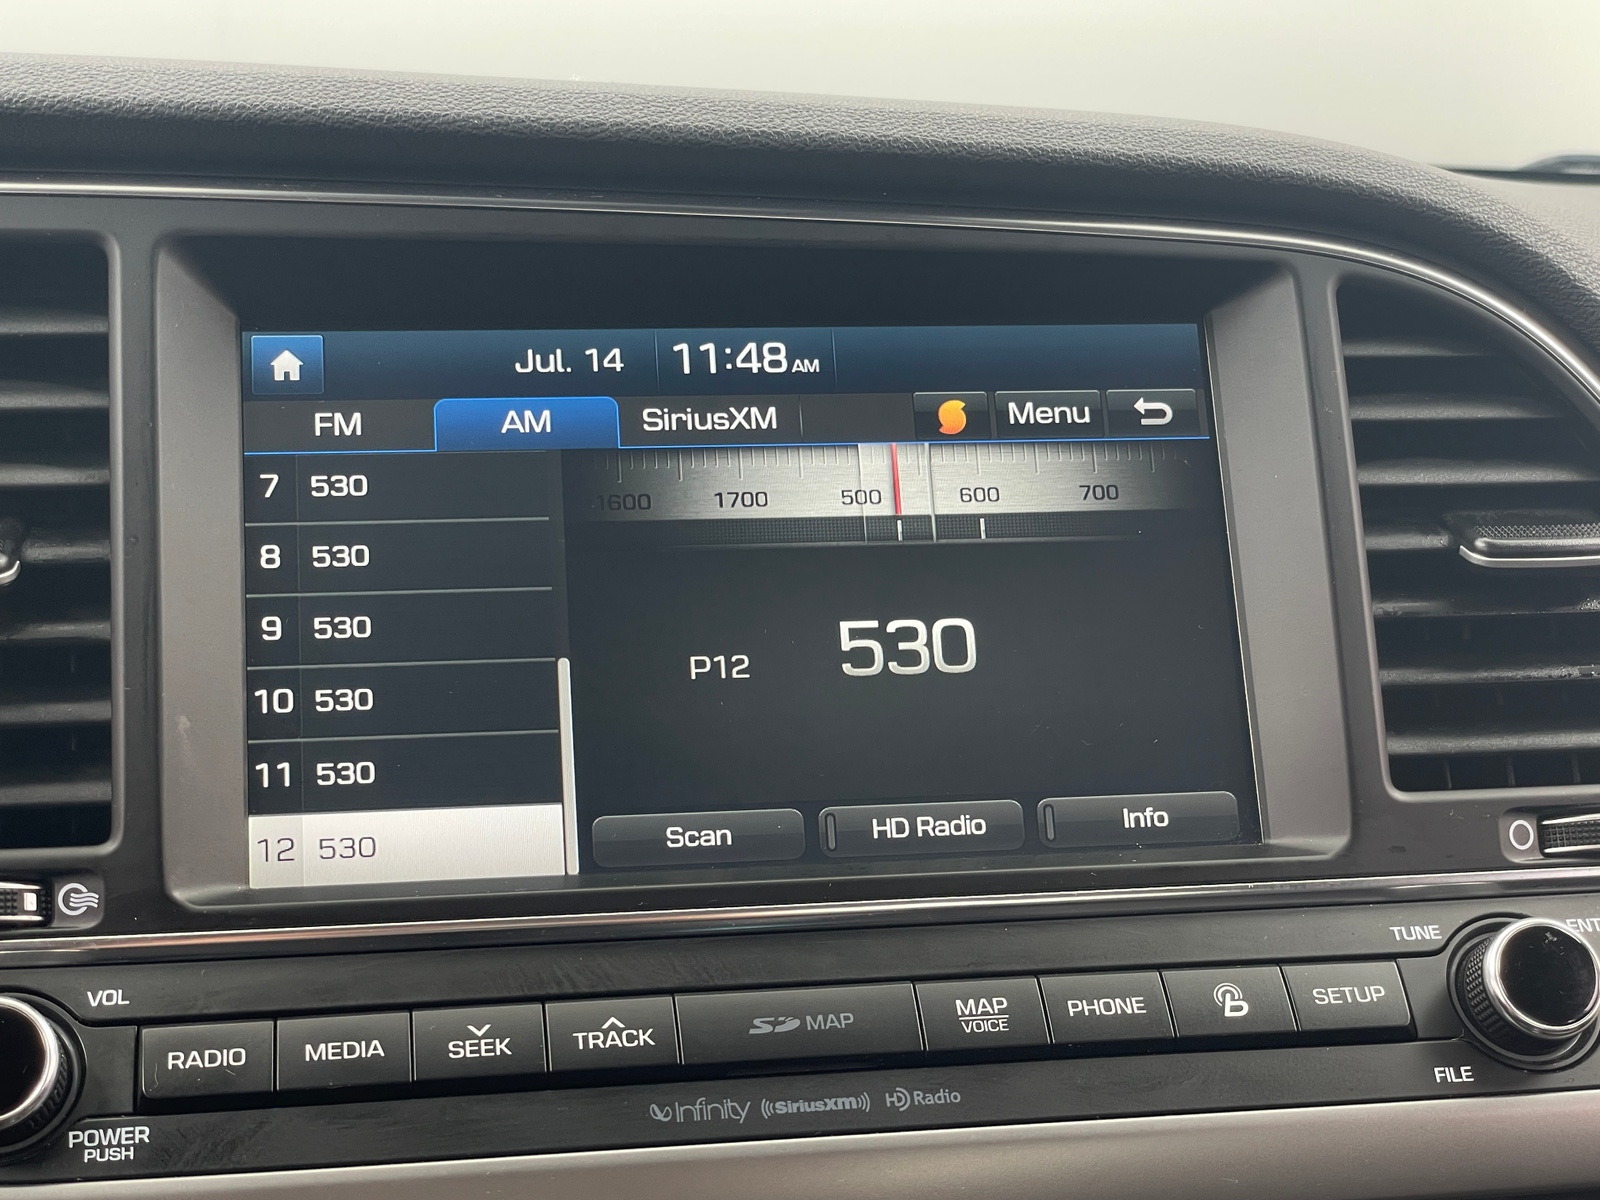 Jul. 14 11:48 AM
FM AM SiriusXM Menu
1600 1700 500 600 700
7 530
8 530
9 530
10 530
11 530
12 530
P12 530
Scan HD Radio Info
VOL
TUNE
RADIO MEDIA SEEK TRACK SD MAP MAP VOICE PHONE SETUP
FILE
POWER
PUSH
Infinity SiriusXM HD Radio